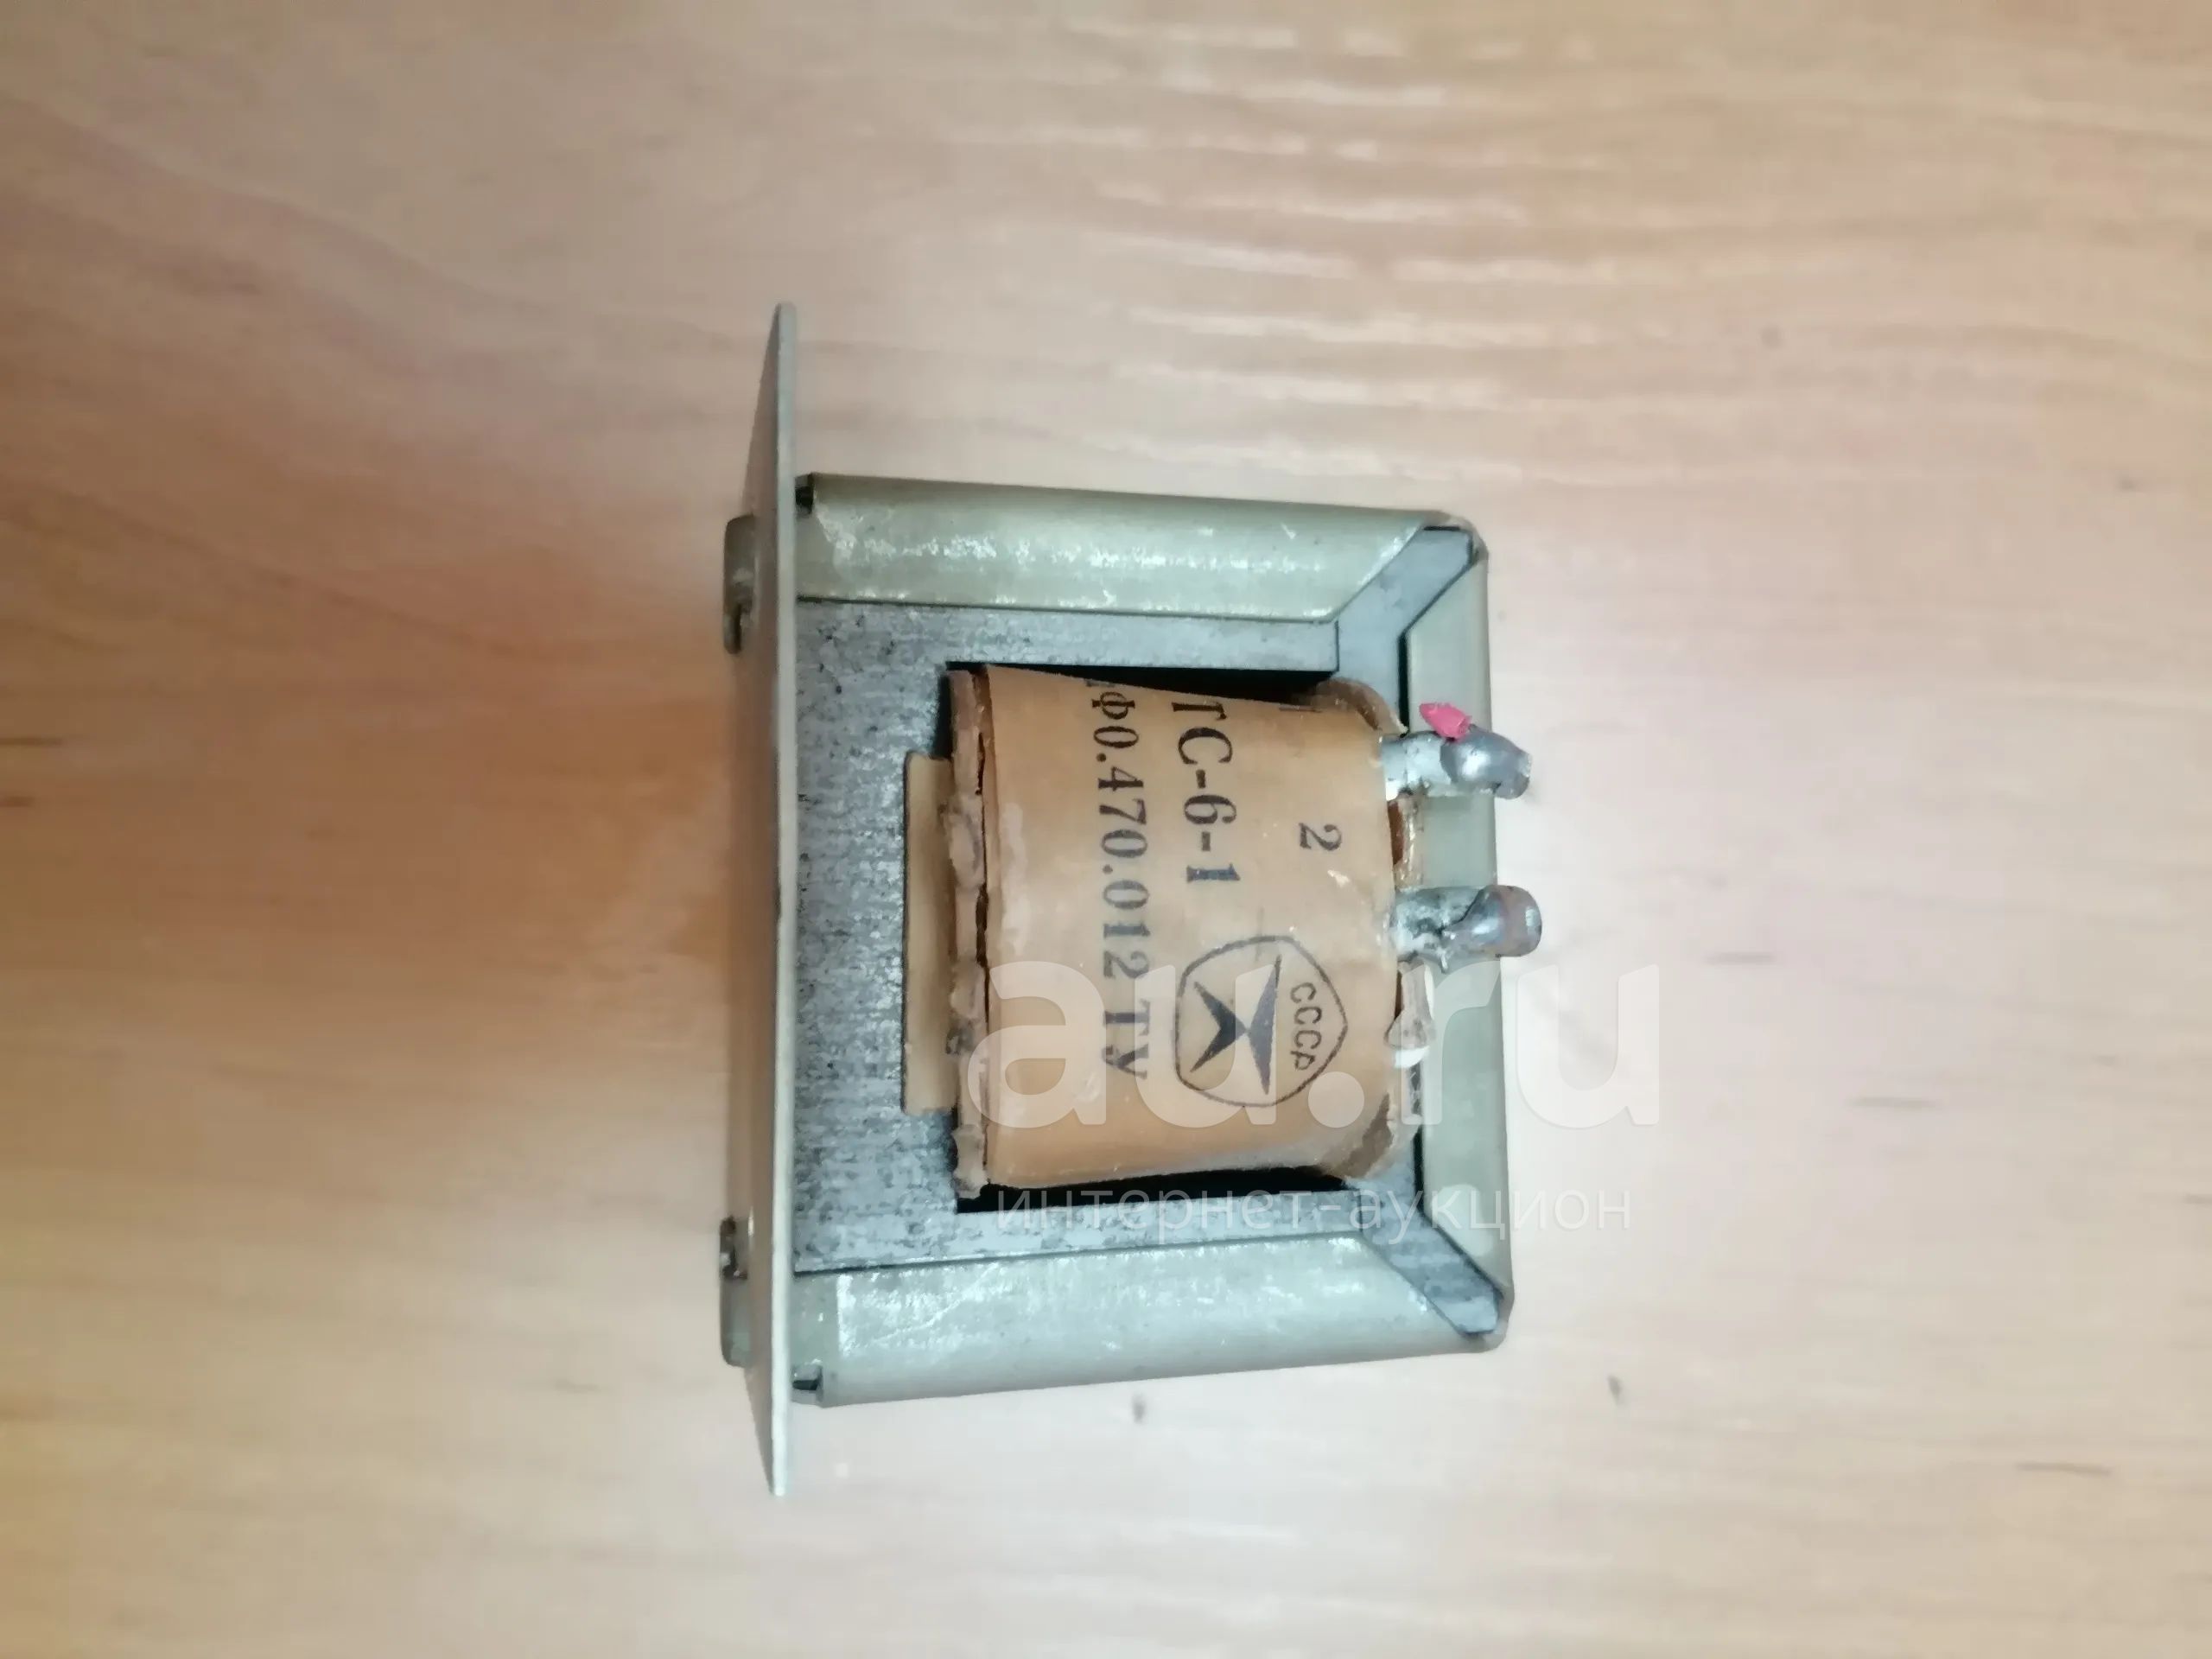 2
ТС-6-1
ф0.470.012 ТУ
СССР
au.ru
интернет-аукцион